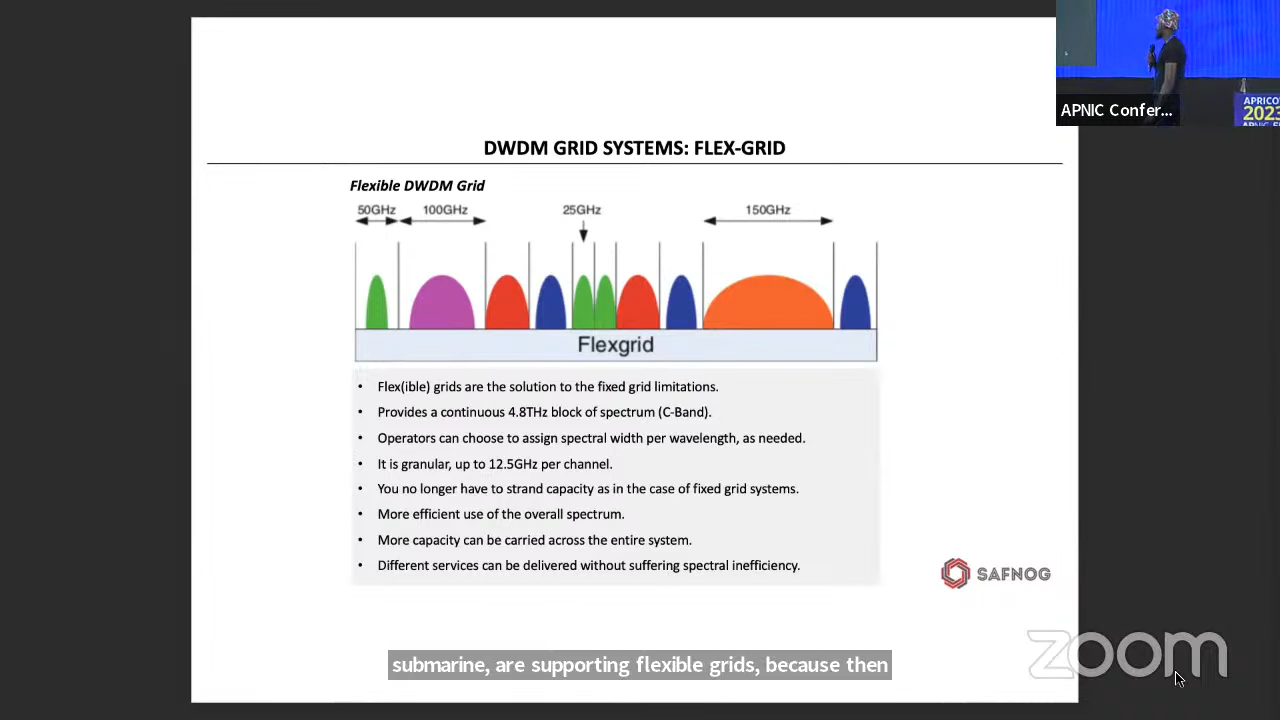 APNIC Confer...
APRICO
2023
DWDM GRID SYSTEMS: FLEX-GRID
Flexible DWDM Grid
50GHz 100GHz 25GHz 150GHz
Flexgrid
• Flex(ible) grids are the solution to the fixed grid limitations.
• Provides a continuous 4.8THz block of spectrum (C-Band).
• Operators can choose to assign spectral width per wavelength, as needed.
• It is granular, up to 12.5GHz per channel.
• You no longer have to strand capacity as in the case of fixed grid systems.
• More efficient use of the overall spectrum.
• More capacity can be carried across the entire system.
• Different services can be delivered without suffering spectral inefficiency.
SAFNOG
submarine, are supporting flexible grids, because then
zoom